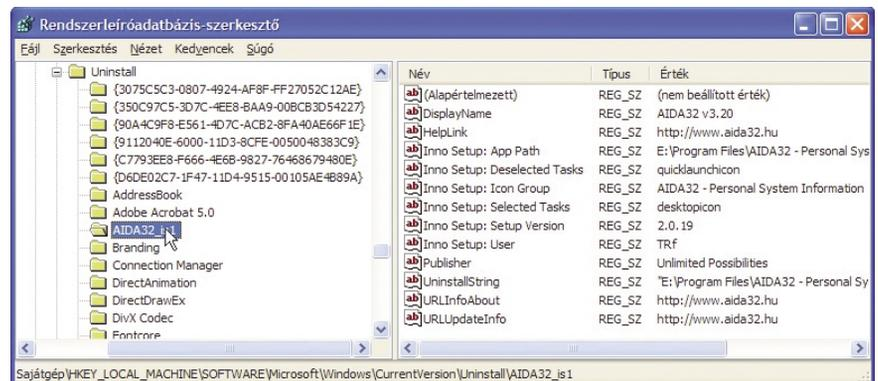 Rendszerleíróadatbázis-szerkesztő
Fájl Szerkesztés Nézet Kedvencek Súgó
Uninstall
{3075C5C3-0807-4924-AF8F-FF27052C12AE}
{350C97C5-3D7C-4EE8-BAA9-00BCB3D54227}
{90A4C9F8-E561-4D7C-ACB2-8FA40AE66F1E}
{9112040E-6000-11D3-8CFE-0050048383C9}
{C7793EE8-F666-4E6B-9827-76468679480E}
{D6DE02C7-1F47-11D4-9515-00105AE4B89A}
AddressBook
Adobe Acrobat 5.0
AIDA32_is1
Branding
Connection Manager
DirectAnimation
DirectDrawEx
DivX Codec
Fontcore
Név Típus Érték
(Alapértelmezett) REG_SZ (nem beállított érték)
DisplayName REG_SZ AIDA32 v3.20
HelpLink REG_SZ http://www.aida32.hu
Inno Setup: App Path REG_SZ E:\Program Files\AIDA32 - Personal Sys
Inno Setup: Deselected Tasks REG_SZ quicklaunchicon
Inno Setup: Icon Group REG_SZ AIDA32 - Personal System Information
Inno Setup: Selected Tasks REG_SZ desktopicon
Inno Setup: Setup Version REG_SZ 2.0.19
Inno Setup: User REG_SZ TRf
Publisher REG_SZ Unlimited Possibilities
UninstallString REG_SZ "E:\Program Files\AIDA32 - Personal Sy
URLInfoAbout REG_SZ http://www.aida32.hu
URLUpdateInfo REG_SZ http://www.aida32.hu
Sajátgép\HKEY_LOCAL_MACHINE\SOFTWARE\Microsoft\Windows\CurrentVersion\Uninstall\AIDA32_is1